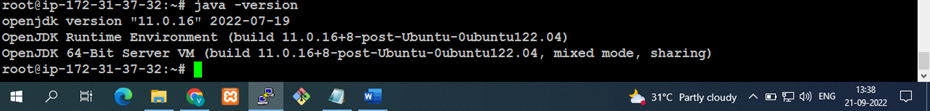 root@ip-172-31-37-32:~# java -version
openjdk version "11.0.16" 2022-07-19
OpenJDK Runtime Environment (build 11.0.16+8-post-Ubuntu-0ubuntu122.04)
OpenJDK 64-Bit Server VM (build 11.0.16+8-post-Ubuntu-0ubuntu122.04, mixed mode, sharing)
root@ip-172-31-37-32:~#
31°C Partly cloudy ENG 13:38
21-09-2022